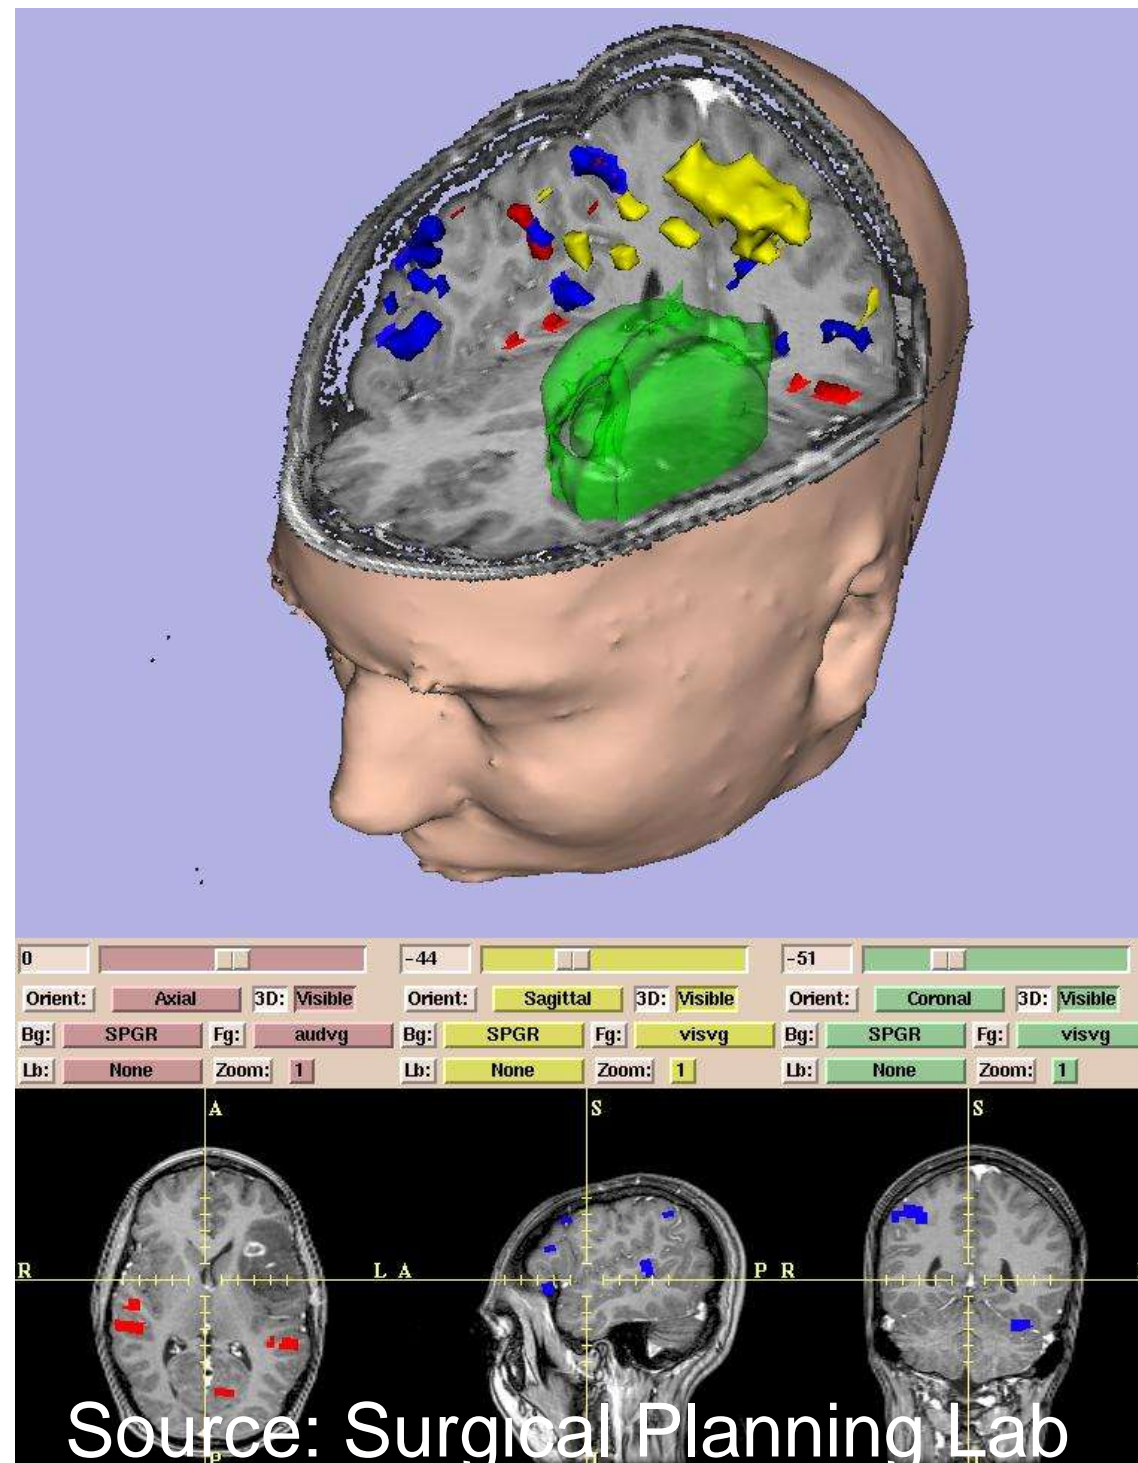 0 -44 -51
Orient: Axial 3D: Visible Orient: Sagittal 3D: Visible Orient: Coronal 3D: Visible
Bg: SPGR Fg: audvg Bg: SPGR Fg: visvg Bg: SPGR Fg: visvg
Lb: None Zoom: 1 Lb: None Zoom: 1 Lb: None Zoom: 1
A S S
R L A P R
Source: Surgical Planning Lab
P I I